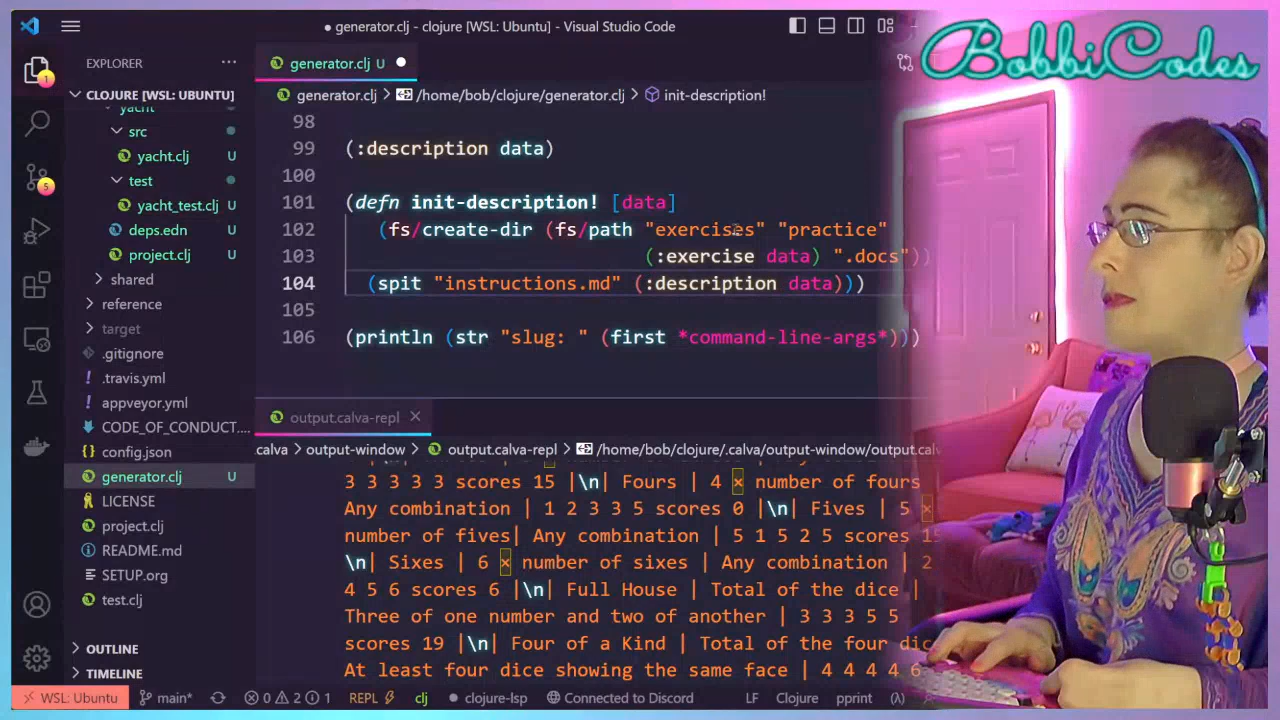 generator.clj - clojure [WSL: Ubuntu] - Visual Studio Code
BobbiCodes
EXPLORER
generator.clj U
CLOJURE [WSL: UBUNTU]
generator.clj > /home/bob/clojure/generator.clj > init-description!
yacht
src
yacht.clj U
test
yacht_test.clj U
deps.edn U
project.clj U
shared
reference
target
.gitignore
.travis.yml
appveyor.yml
CODE_OF_CONDUCT....
config.json
generator.clj U
LICENSE
project.clj
README.md
SETUP.org
test.clj
OUTLINE
TIMELINE
1
5
98
99 (:description data)
100
101 (defn init-description! [data]
102 (fs/create-dir (fs/path "exercises" "practice"
103 (:exercise data) ".docs"))
104 (spit "instructions.md" (:description data)))
105
106 (println (str "slug: " (first *command-line-args*)))
output.calva-repl
.calva > output-window > output.calva-repl > /home/bob/clojure/.calva/output-window/output.cal
3 3 3 3 3 scores 15 |\n| Fours | 4 × number of fours
Any combination | 1 2 3 3 5 scores 0 |\n| Fives | 5 ×
number of fives| Any combination | 5 1 5 2 5 scores 15
\n| Sixes | 6 × number of sixes | Any combination | 2
4 5 6 scores 6 |\n| Full House | Total of the dice |
Three of one number and two of another | 3 3 3 5 5
scores 19 |\n| Four of a Kind | Total of the four dic
At least four dice showing the same face | 4 4 4 4 6
WSL: Ubuntu main* 0 2 1 REPL clj clojure-lsp Connected to Discord LF Clojure pprint (λ)